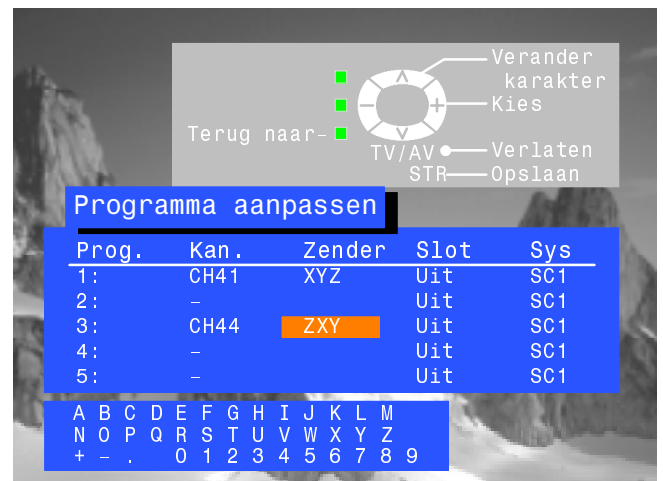 Verander
karakter
Kies
Terug naar–
TV/AV Verlaten
STR Opslaan
Programma aanpassen
Prog. Kan. Zender Slot Sys
1: CH41 XYZ Uit SC1
2: – Uit SC1
3: CH44 ZXY Uit SC1
4: – Uit SC1
5: – Uit SC1
A B C D E F G H I J K L M
N O P Q R S T U V W X Y Z
+ – . 0 1 2 3 4 5 6 7 8 9